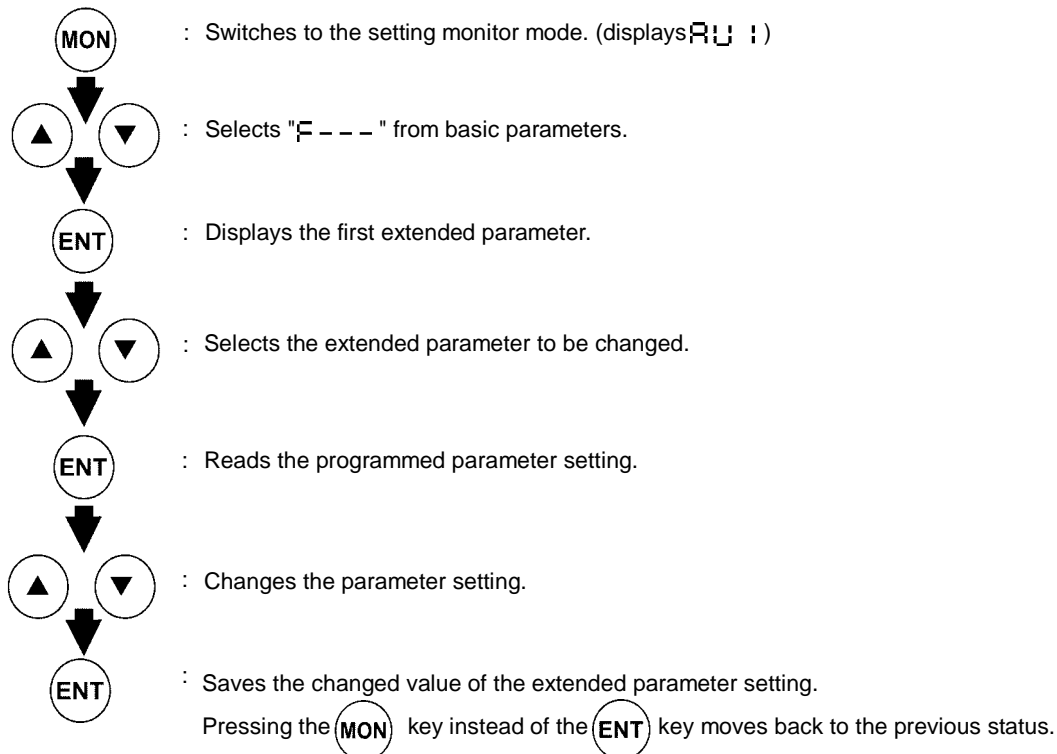 MON : Switches to the setting monitor mode. (displays AU 1)
▲ ▼ : Selects "F - - - " from basic parameters.
ENT : Displays the first extended parameter.
▲ ▼ : Selects the extended parameter to be changed.
ENT : Reads the programmed parameter setting.
▲ ▼ : Changes the parameter setting.
ENT : Saves the changed value of the extended parameter setting.
Pressing the MON key instead of the ENT key moves back to the previous status.